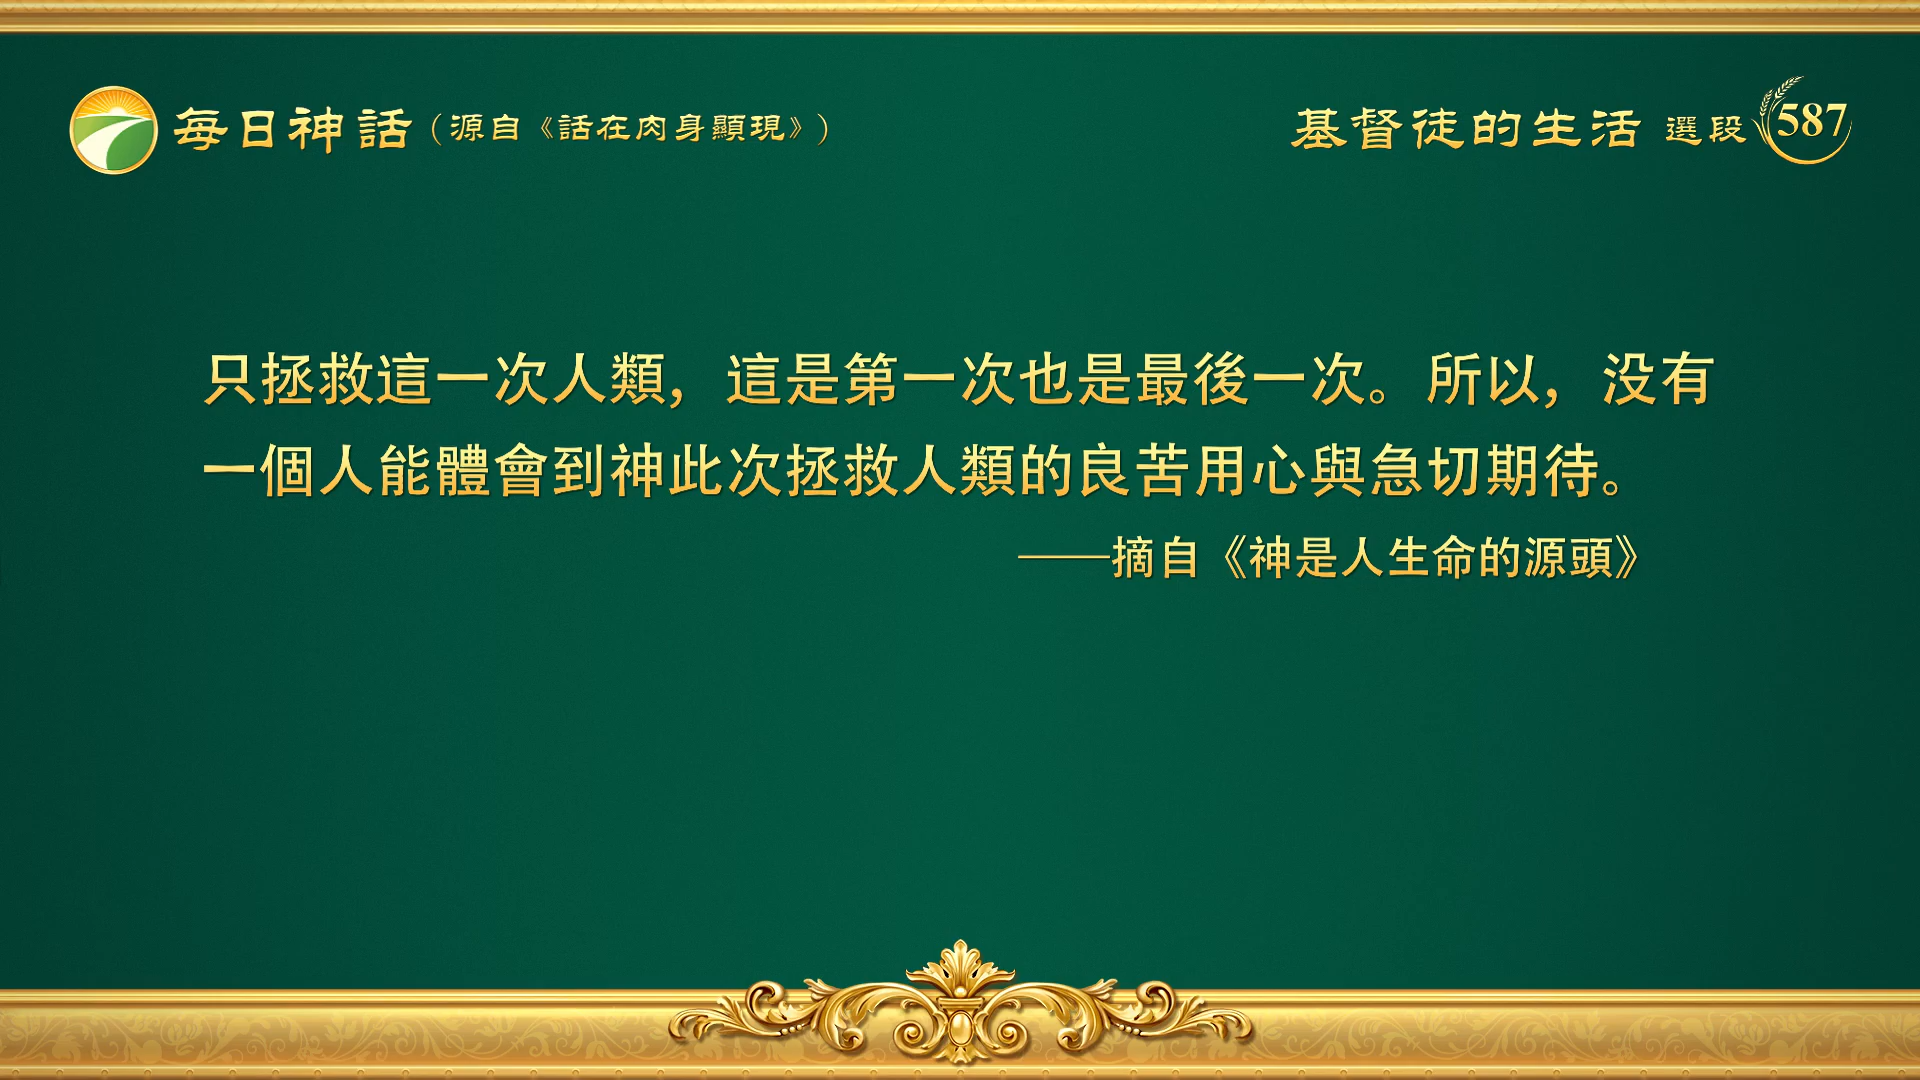 每日神話（源自《話在肉身顯現》）
基督徒的生活 選段 587
只拯救這一次人類，這是第一次也是最後一次。所以，没有
一個人能體會到神此次拯救人類的良苦用心與急切期待。
——摘自《神是人生命的源頭》